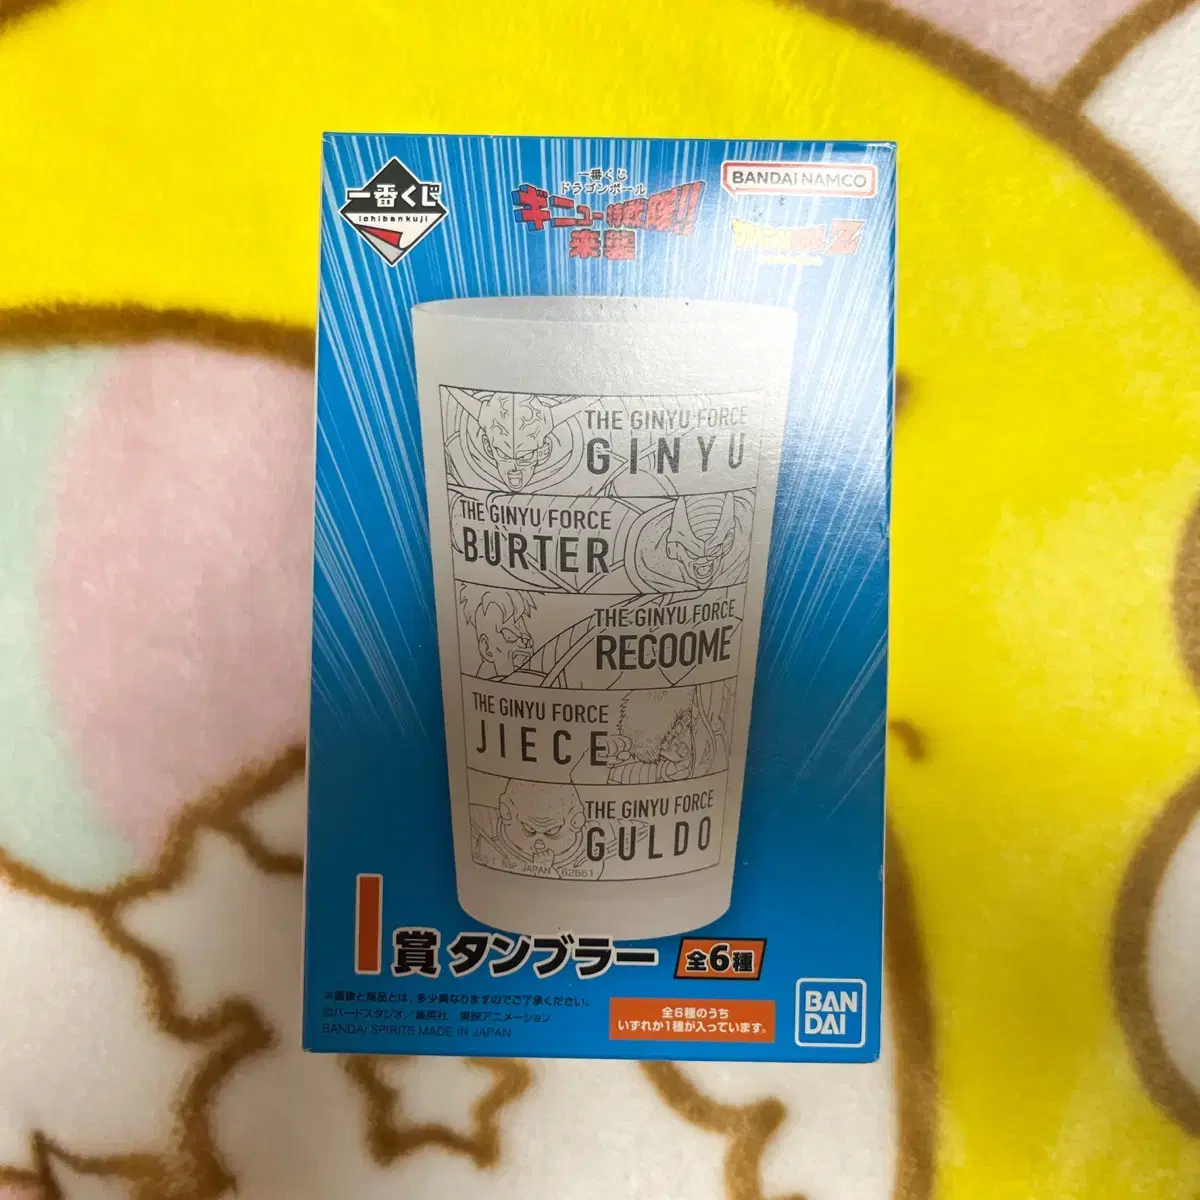 一番くじ
ichibankuji
一番くじ
ドラゴンボール
ギニュー特戦隊!!
来襲
BANDAI NAMCO
DRAGONBALL Z
THE GINYU FORCE
GINYU
THE GINYU FORCE
BURTER
THE GINYU FORCE
RECOOME
THE GINYU FORCE
JIECE
THE GINYU FORCE
GULDO
JAPAN
I賞 タンブラー 全6種
※画像と商品とは、多少異なりますのでご了承ください。
©バードスタジオ/集英社 東映アニメーション
BANDAI SPIRITS MADE IN JAPAN
全6種のうち
いずれか1種が入っています。
BAN
DAI